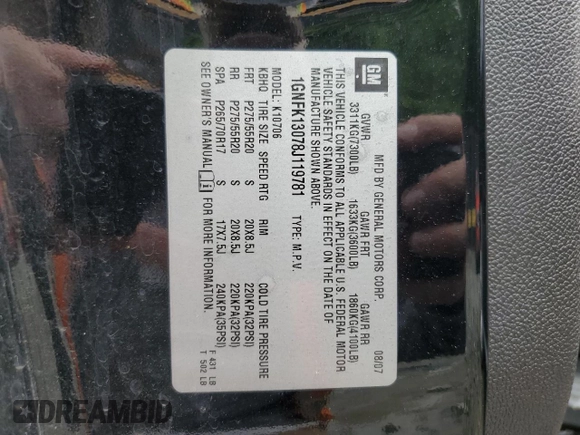 GM
MFD BY GENERAL MOTORS CORP. 08/07
GVWR GAWR FRT GAWR RR
3311KG(7300LB) 1633KG(3600LB) 1860KG(4100LB)
THIS VEHICLE CONFORMS TO ALL APPLICABLE U.S. FEDERAL MOTOR
VEHICLE SAFETY STANDARDS IN EFFECT ON THE DATE OF
MANUFACTURE SHOWN ABOVE.
1GNFK13078J119781 TYPE: M.P.V.
MODEL: K10706
KBHQ TIRE SIZE SPEED RTG RIM COLD TIRE PRESSURE
FRT P275/55R20 S 20X8.5J 220KPA(32PSI)
RR P275/55R20 S 20X8.5J 220KPA(32PSI)
SPA P265/70R17 S 17X7.5J 240KPA(35PSI)
SEE OWNER'S MANUAL i FOR MORE INFORMATION.
F 431 LB
T 502 LB
DREAMBID